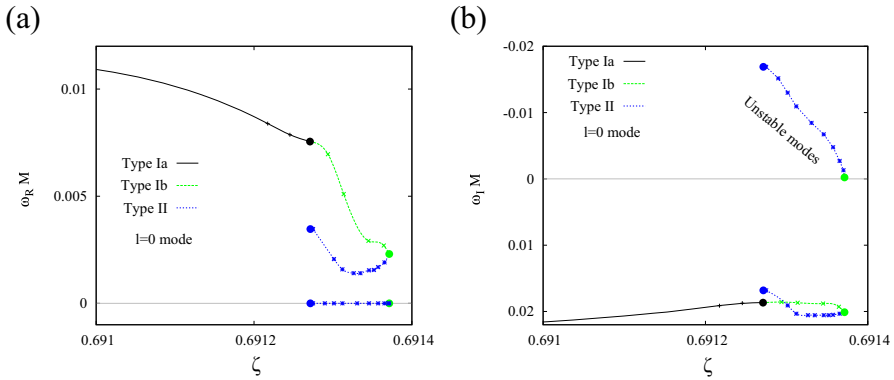 (a)
ω_R M
0.01
0.005
0
Type Ia
Type Ib
Type II
l=0 mode
0.691
0.6912
0.6914
ζ
(b)
ω_I M
-0.02
-0.01
0
0.01
0.02
Type Ia
Type Ib
Type II
l=0 mode
Unstable modes
0.691
0.6912
0.6914
ζ